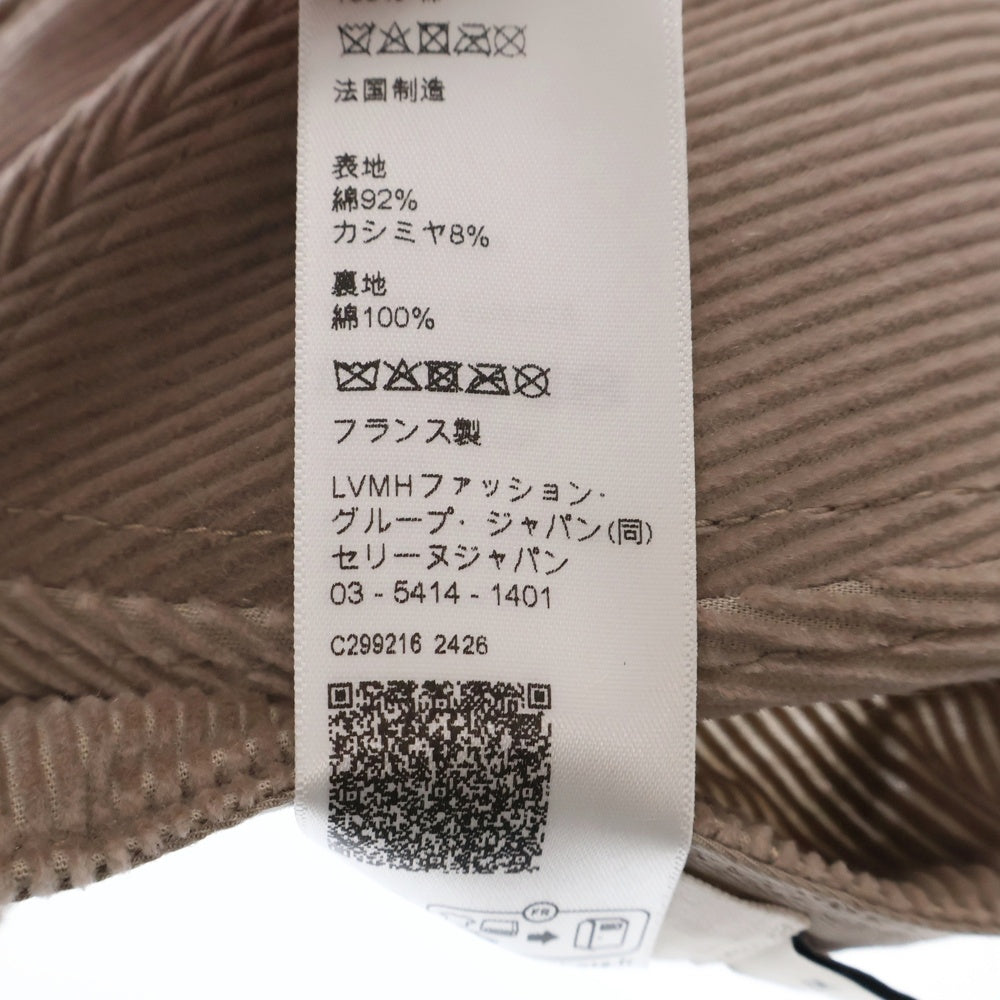 法国制造
表地
綿92%
カシミヤ8%
裏地
綿100%
フランス製
LVMHファッション・
グループ・ジャパン(同)
セリーヌジャパン
03 - 5414 - 1401
C299216 2426
FR